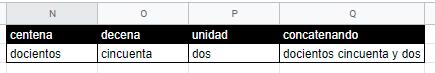 N O P Q
centena decena unidad concatenando
docientos cincuenta dos docientos cincuenta y dos